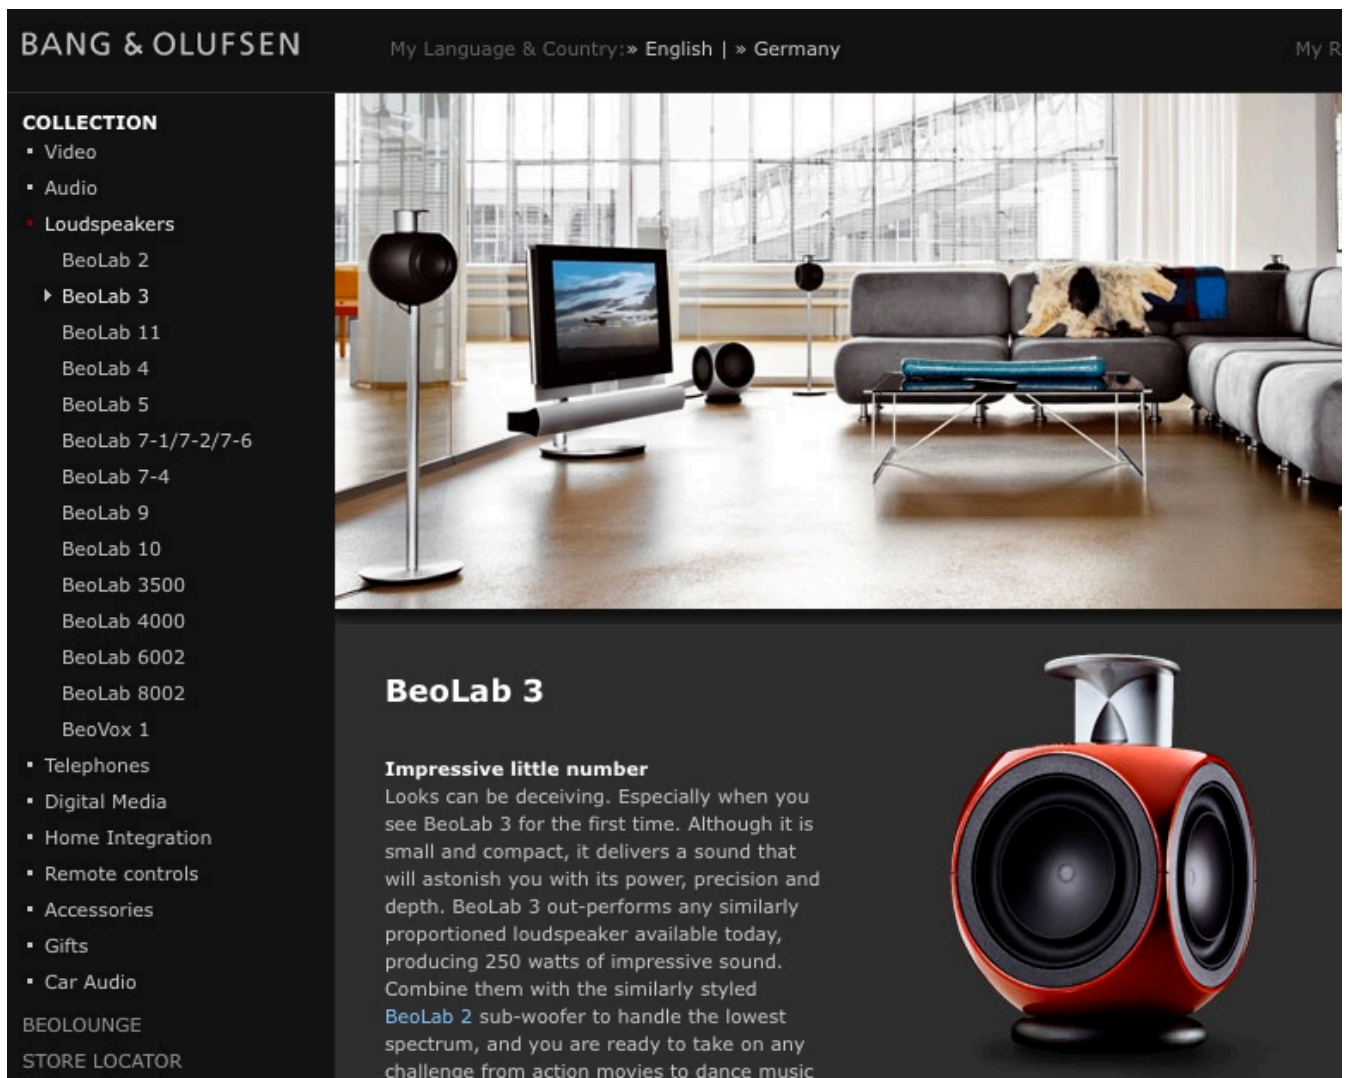 BANG & OLUFSEN
My Language & Country:» English | » Germany
My R
COLLECTION
Video
Audio
Loudspeakers
BeoLab 2
BeoLab 3
BeoLab 11
BeoLab 4
BeoLab 5
BeoLab 7-1/7-2/7-6
BeoLab 7-4
BeoLab 9
BeoLab 10
BeoLab 3500
BeoLab 4000
BeoLab 6002
BeoLab 8002
BeoVox 1
Telephones
Digital Media
Home Integration
Remote controls
Accessories
Gifts
Car Audio
BEOLOUNGE
STORE LOCATOR
BeoLab 3
Impressive little number
Looks can be deceiving. Especially when you
see BeoLab 3 for the first time. Although it is
small and compact, it delivers a sound that
will astonish you with its power, precision and
depth. BeoLab 3 out-performs any similarly
proportioned loudspeaker available today,
producing 250 watts of impressive sound.
Combine them with the similarly styled
BeoLab 2 sub-woofer to handle the lowest
spectrum, and you are ready to take on any
challenge from action movies to dance music